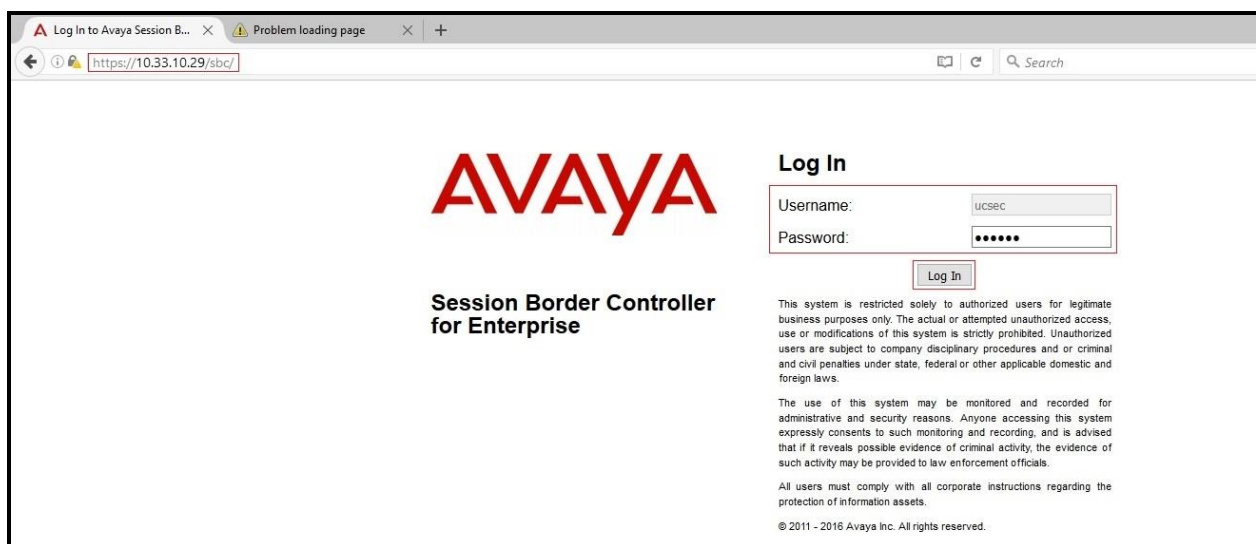 Log In to Avaya Session B...
Problem loading page
https://10.33.10.29/sbc/
Search
AVAYA
Session Border Controller
for Enterprise
Log In
Username:
ucsec
Password:
Log In
This system is restricted solely to authorized users for legitimate
business purposes only. The actual or attempted unauthorized access,
use or modifications of this system is strictly prohibited. Unauthorized
users are subject to company disciplinary procedures and or criminal
and civil penalties under state, federal or other applicable domestic and
foreign laws.
The use of this system may be monitored and recorded for
administrative and security reasons. Anyone accessing this system
expressly consents to such monitoring and recording, and is advised
that if it reveals possible evidence of criminal activity, the evidence of
such activity may be provided to law enforcement officials.
All users must comply with all corporate instructions regarding the
protection of information assets.
© 2011 - 2016 Avaya Inc. All rights reserved.